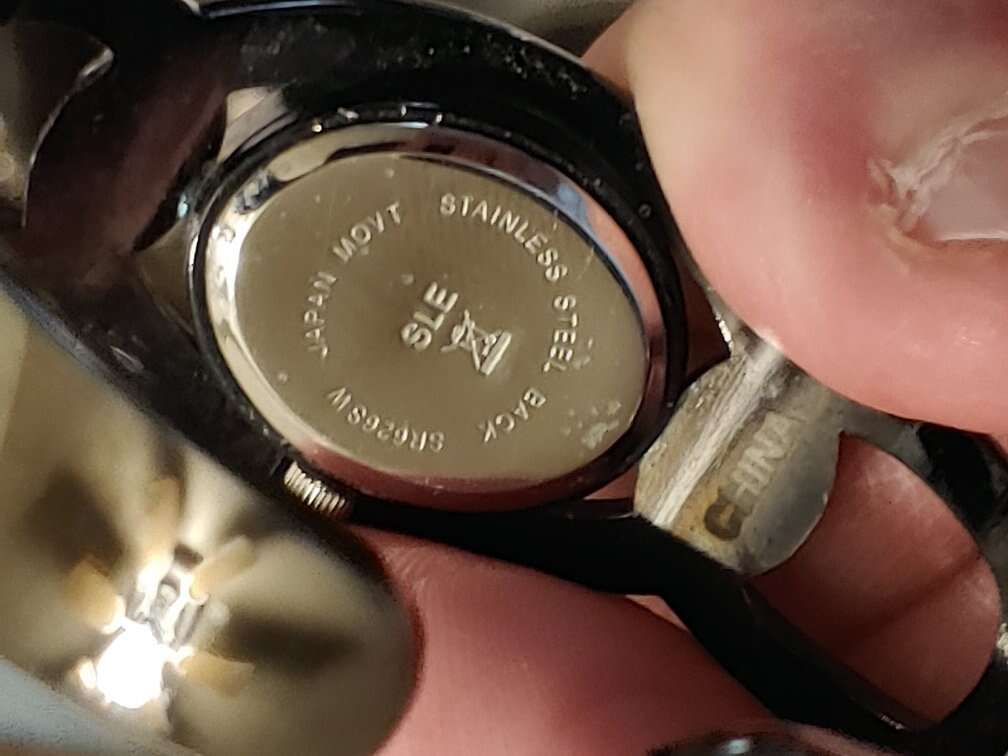 JAPAN MOVT
STAINLESS STEEL BACK
SR626SW
SLE
CHINA